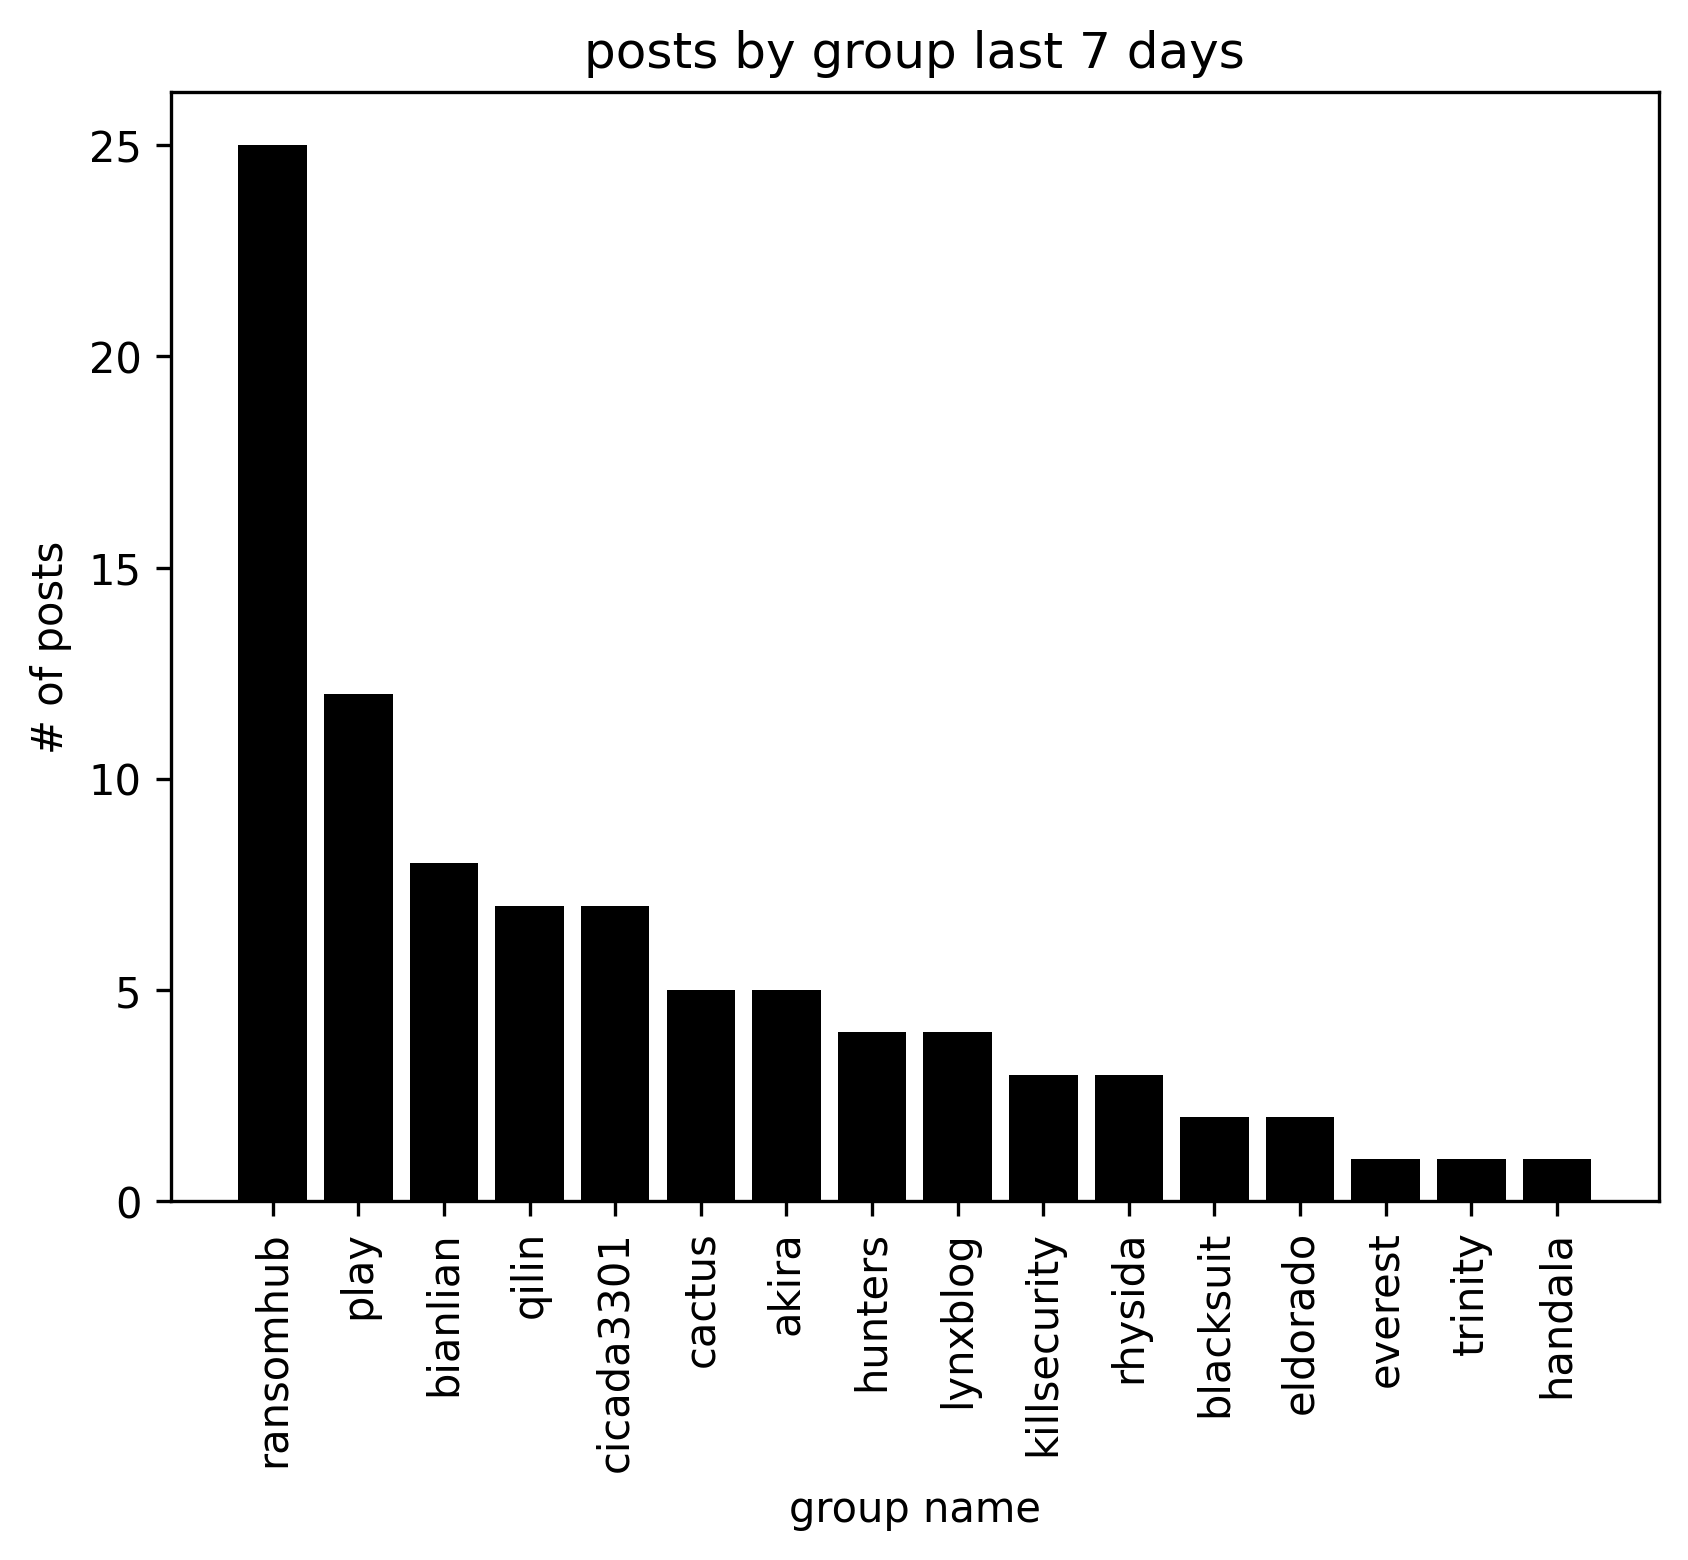 posts by group last 7 days
25
20
15
10
5
0
# of posts
ransomhub
play
bianlian
qilin
cicada3301
cactus
akira
hunters
lynxblog
killsecurity
rhysida
blacksuit
eldorado
everest
trinity
handala
group name